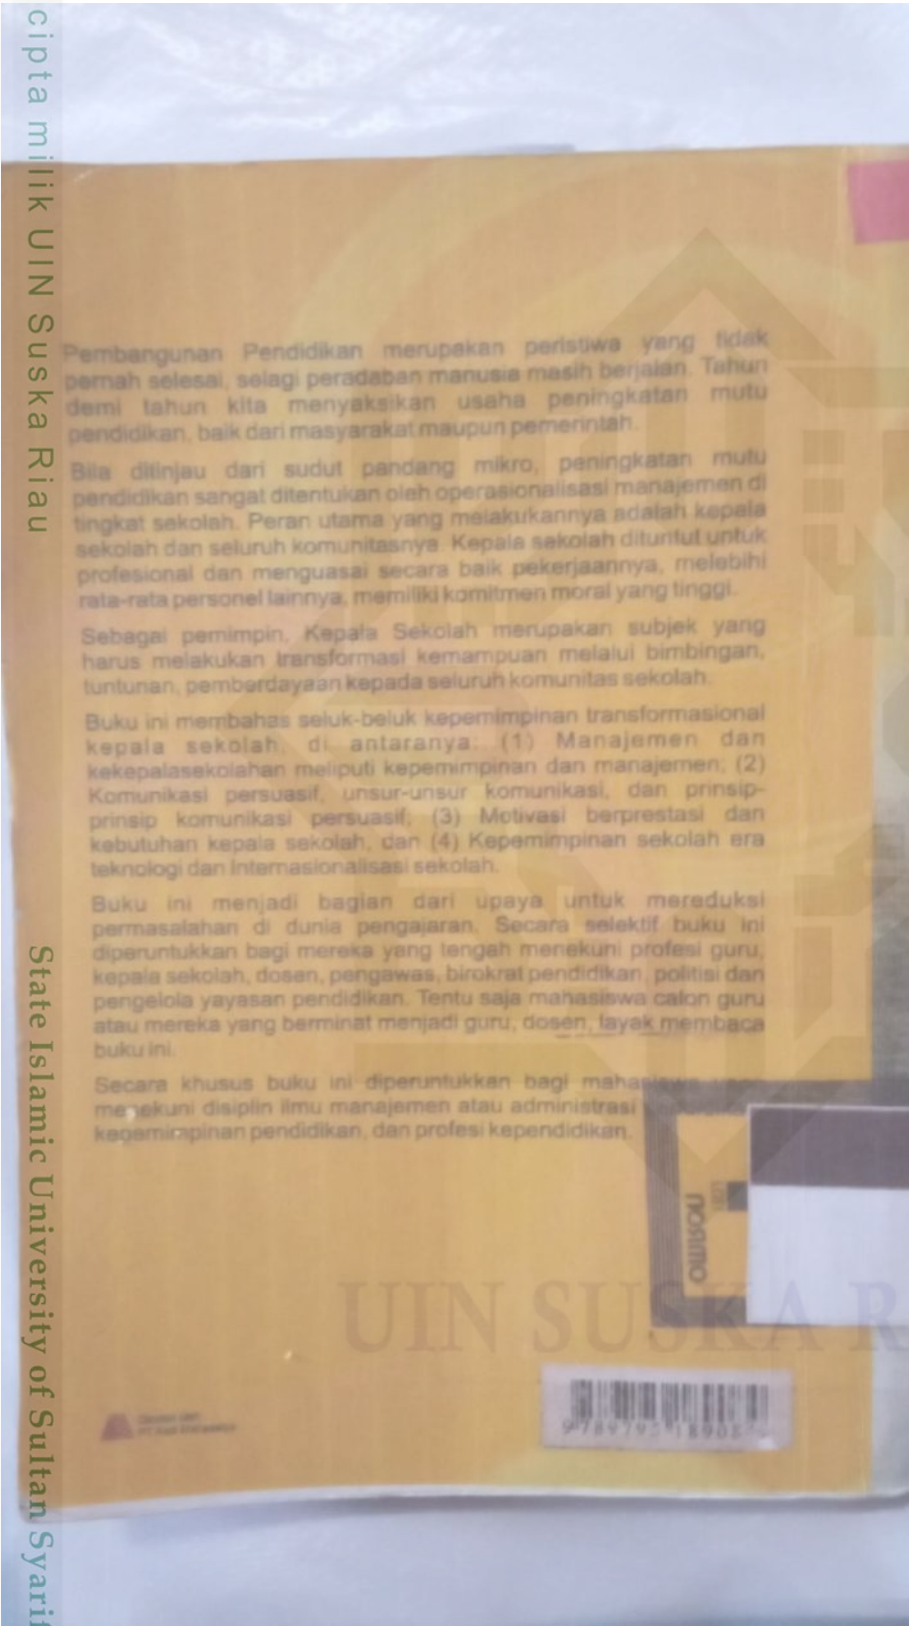 cipta milik UIN Suska Riau
State Islamic University of Sultan Syarif
Pembangunan Pendidikan merupakan peristiwa yang tidak
pernah selesai, selagi peradaban manusia masih berjalan. Tahun
demi tahun kita menyaksikan usaha peningkatan mutu
pendidikan, baik dari masyarakat maupun pemerintah.
Bila ditinjau dari sudut pandang mikro, peningkatan mutu
pendidikan sangat ditentukan oleh operasionalisasi manajemen di
tingkat sekolah. Peran utama yang melakukannya adalah kepala
sekolah dan seluruh komunitasnya. Kepala sekolah dituntut untuk
profesional dan menguasai secara baik pekerjaannya, melebihi
rata-rata personel lainnya, memiliki komitmen moral yang tinggi.
Sebagai pemimpin, Kepala Sekolah merupakan subjek yang
harus melakukan transformasi kemampuan melalui bimbingan,
tuntunan, pemberdayaan kepada seluruh komunitas sekolah.
Buku ini membahas seluk-beluk kepemimpinan transformasional
kepala sekolah, di antaranya: (1) Manajemen dan
kekepalasekolahan meliputi kepemimpinan dan manajemen; (2)
Komunikasi persuasif, unsur-unsur komunikasi, dan prinsip-
prinsip komunikasi persuasif; (3) Motivasi berprestasi dan
kebutuhan kepala sekolah, dan (4) Kepemimpinan sekolah era
teknologi dan Internasionalisasi sekolah.
Buku ini menjadi bagian dari upaya untuk mereduksi
permasalahan di dunia pengajaran. Secara selektif buku ini
diperuntukkan bagi mereka yang tengah menekuni profesi guru,
kepala sekolah, dosen, pengawas, birokrat pendidikan, politisi dan
pengelola yayasan pendidikan. Tentu saja mahasiswa calon guru
atau mereka yang berminat menjadi guru, dosen, layak membaca
buku ini.
Secara khusus buku ini diperuntukkan bagi mahasiswa
menekuni disiplin ilmu manajemen atau administrasi
kepemimpinan pendidikan, dan profesi kependidikan.
UIN SUSKA R